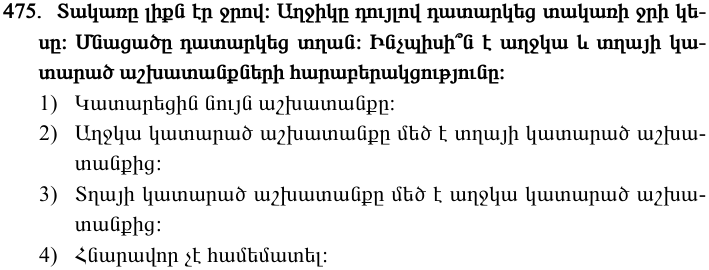 475. Տակառը լիքն էր ջրով: Աղջիկը դույլով դատարկեց տակառի ջրի կե-
սը: Մնացածը դատարկեց տղան: Ինչպիսի՞ն է աղջկա և տղայի կա-
տարած աշխատանքների հարաբերակցությունը:
1) Կատարեցին նույն աշխատանքը:
2) Աղջկա կատարած աշխատանքը մեծ է տղայի կատարած աշխա-
տանքից:
3) Տղայի կատարած աշխատանքը մեծ է աղջկա կատարած աշխա-
տանքից:
4) Հնարավոր չէ համեմատել: